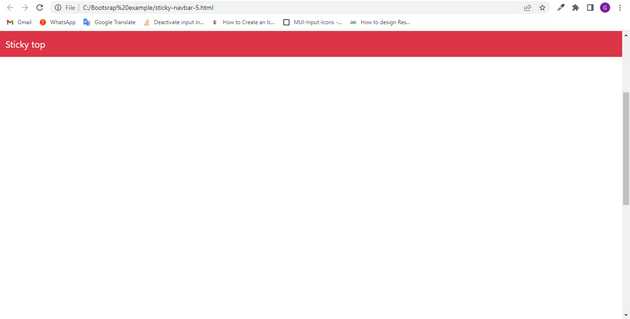 File C:/Bootsrap%20example/sticky-navbar-5.html G
Gmail WhatsApp Google Translate Deactivate input in... How to Create an Ic... MUI-Input-Icons -... How to design Res...
Sticky top